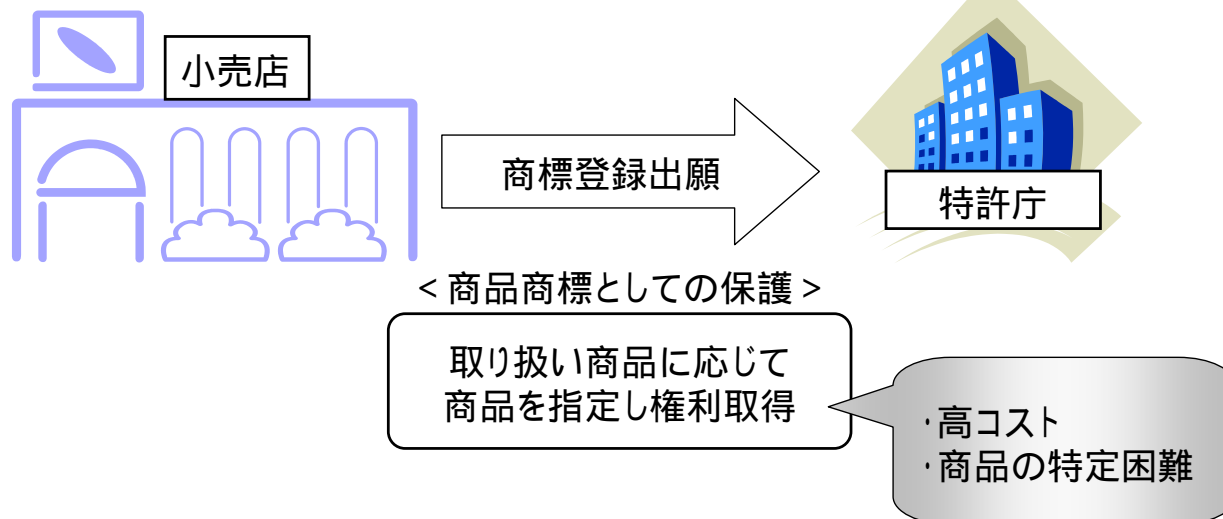 小売店
商標登録出願
特許庁
<商品商標としての保護>
取り扱い商品に応じて
商品を指定し権利取得
・高コスト
・商品の特定困難